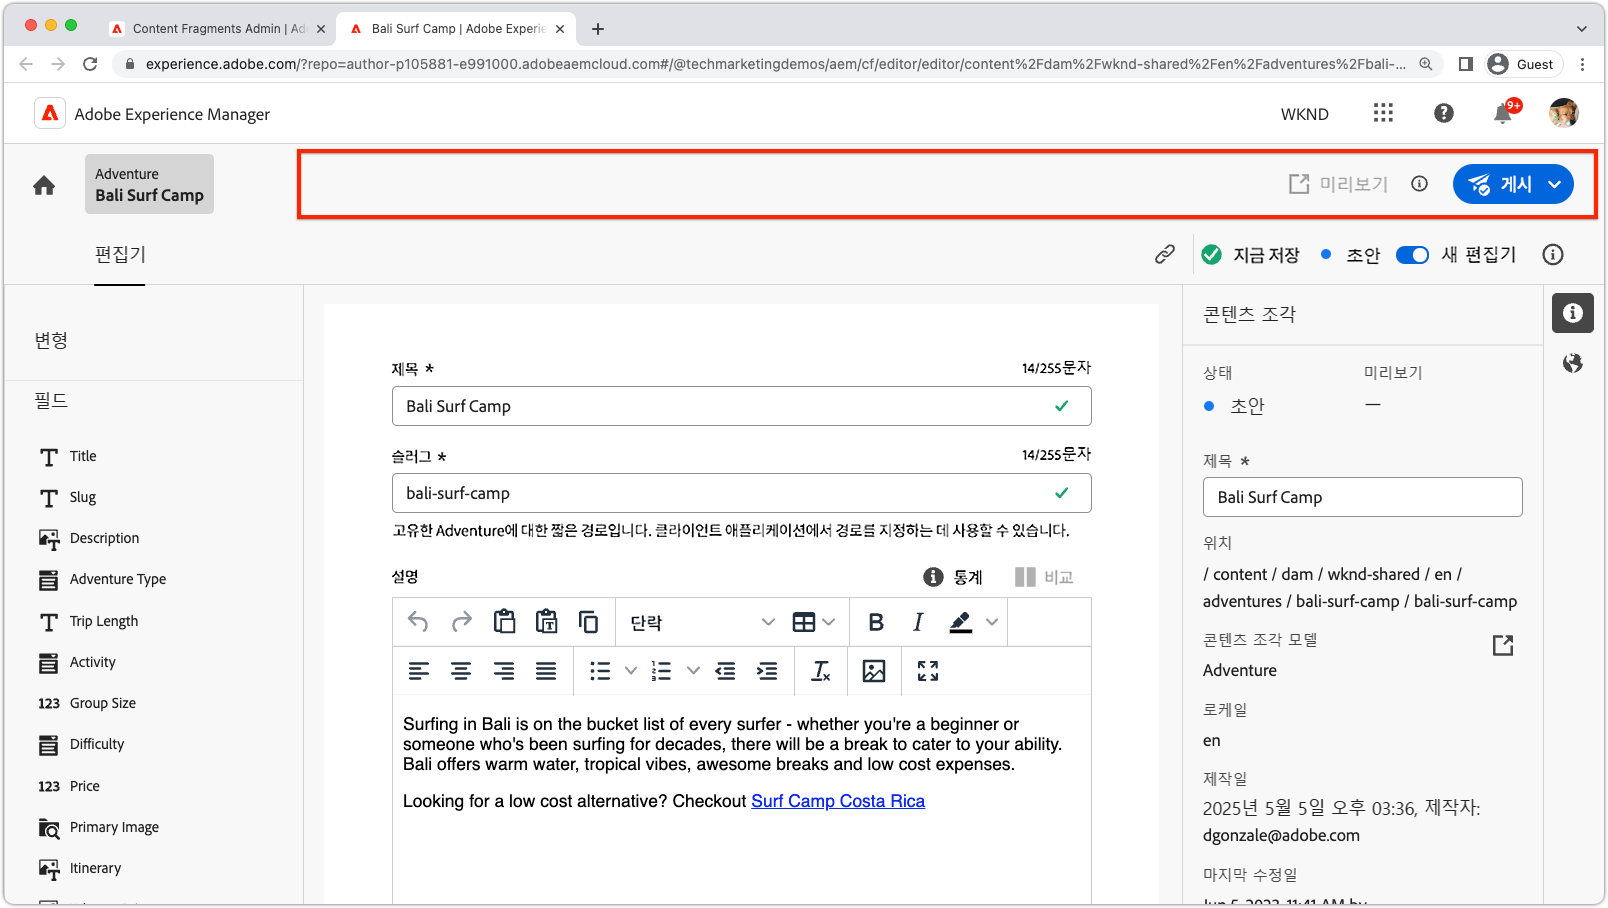 Content Fragments Admin | Ad
Bali Surf Camp | Adobe Experie
experience.adobe.com/?repo=author-p105881-e991000.adobeaemcloud.com#/@techmarketingdemos/aem/cf/editor/editor/content%2Fdam%2Fwknd-shared%2Fen%2Fadventures%2Fbali-...
Guest
Adobe Experience Manager
WKND
9+
Adventure
Bali Surf Camp
미리보기
게시
편집기
지금 저장
초안
새 편집기
변형
필드
Title
Slug
Description
Adventure Type
Trip Length
Activity
123 Group Size
Difficulty
123 Price
Primary Image
Itinerary
제목 *
14/255문자
Bali Surf Camp
슬러그 *
14/255문자
bali-surf-camp
고유한 Adventure에 대한 짧은 경로입니다. 클라이언트 애플리케이션에서 경로를 지정하는 데 사용할 수 있습니다.
설명
통계
비교
단락
Surfing in Bali is on the bucket list of every surfer - whether you're a beginner or
someone who's been surfing for decades, there will be a break to cater to your ability.
Bali offers warm water, tropical vibes, awesome breaks and low cost expenses.
Looking for a low cost alternative? Checkout Surf Camp Costa Rica
콘텐츠 조각
상태
미리보기
초안
—
제목 *
Bali Surf Camp
위치
/ content / dam / wknd-shared / en /
adventures / bali-surf-camp / bali-surf-camp
콘텐츠 조각 모델
Adventure
로케일
en
제작일
2025년 5월 5일 오후 03:36, 제작자:
dgonzale@adobe.com
마지막 수정일
Jun 5, 2023, 11:41 AM by